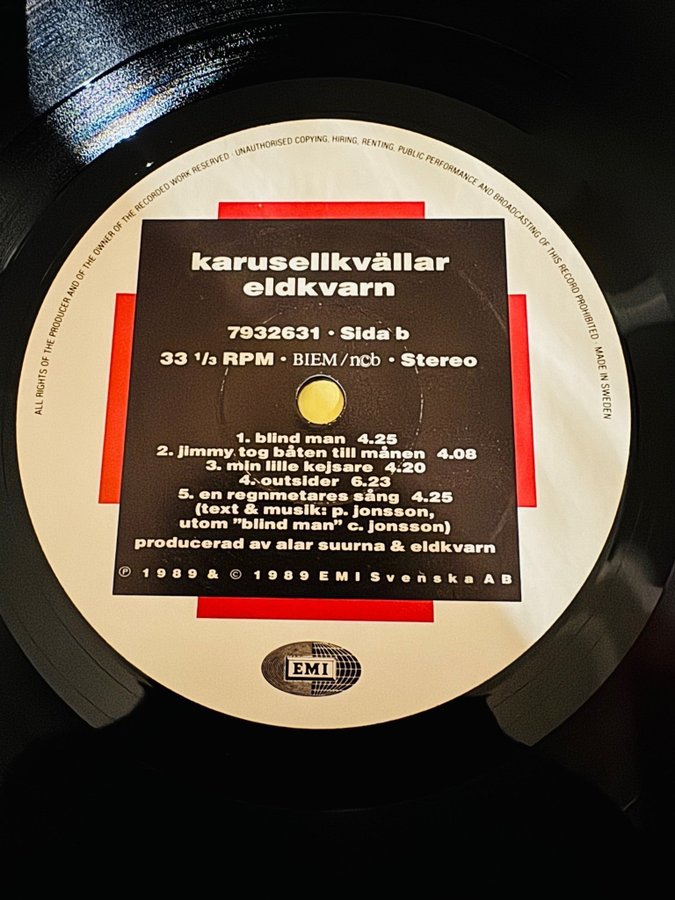 ALL RIGHTS OF THE PRODUCER AND OF THE OWNER OF THE RECORDED WORK RESERVED · UNAUTHORISED COPYING, HIRING, RENTING, PUBLIC PERFORMANCE AND BROADCASTING OF THIS RECORD PROHIBITED · MADE IN SWEDEN
karusellkvällar
eldkvarn
7932631 · Sida b
33 1/3 RPM · BIEM/ncb · Stereo
1. blind man 4.25
2. jimmy tog båten till månen 4.08
3. min lille kejsare 4.20
4. outsider 6.23
5. en regnmetares sång 4.25
(text & musik: p. jonsson,
utom "blind man" c. jonsson)
producerad av alar suurna & eldkvarn
℗ 1989 & © 1989 EMI Svenska AB
EMI